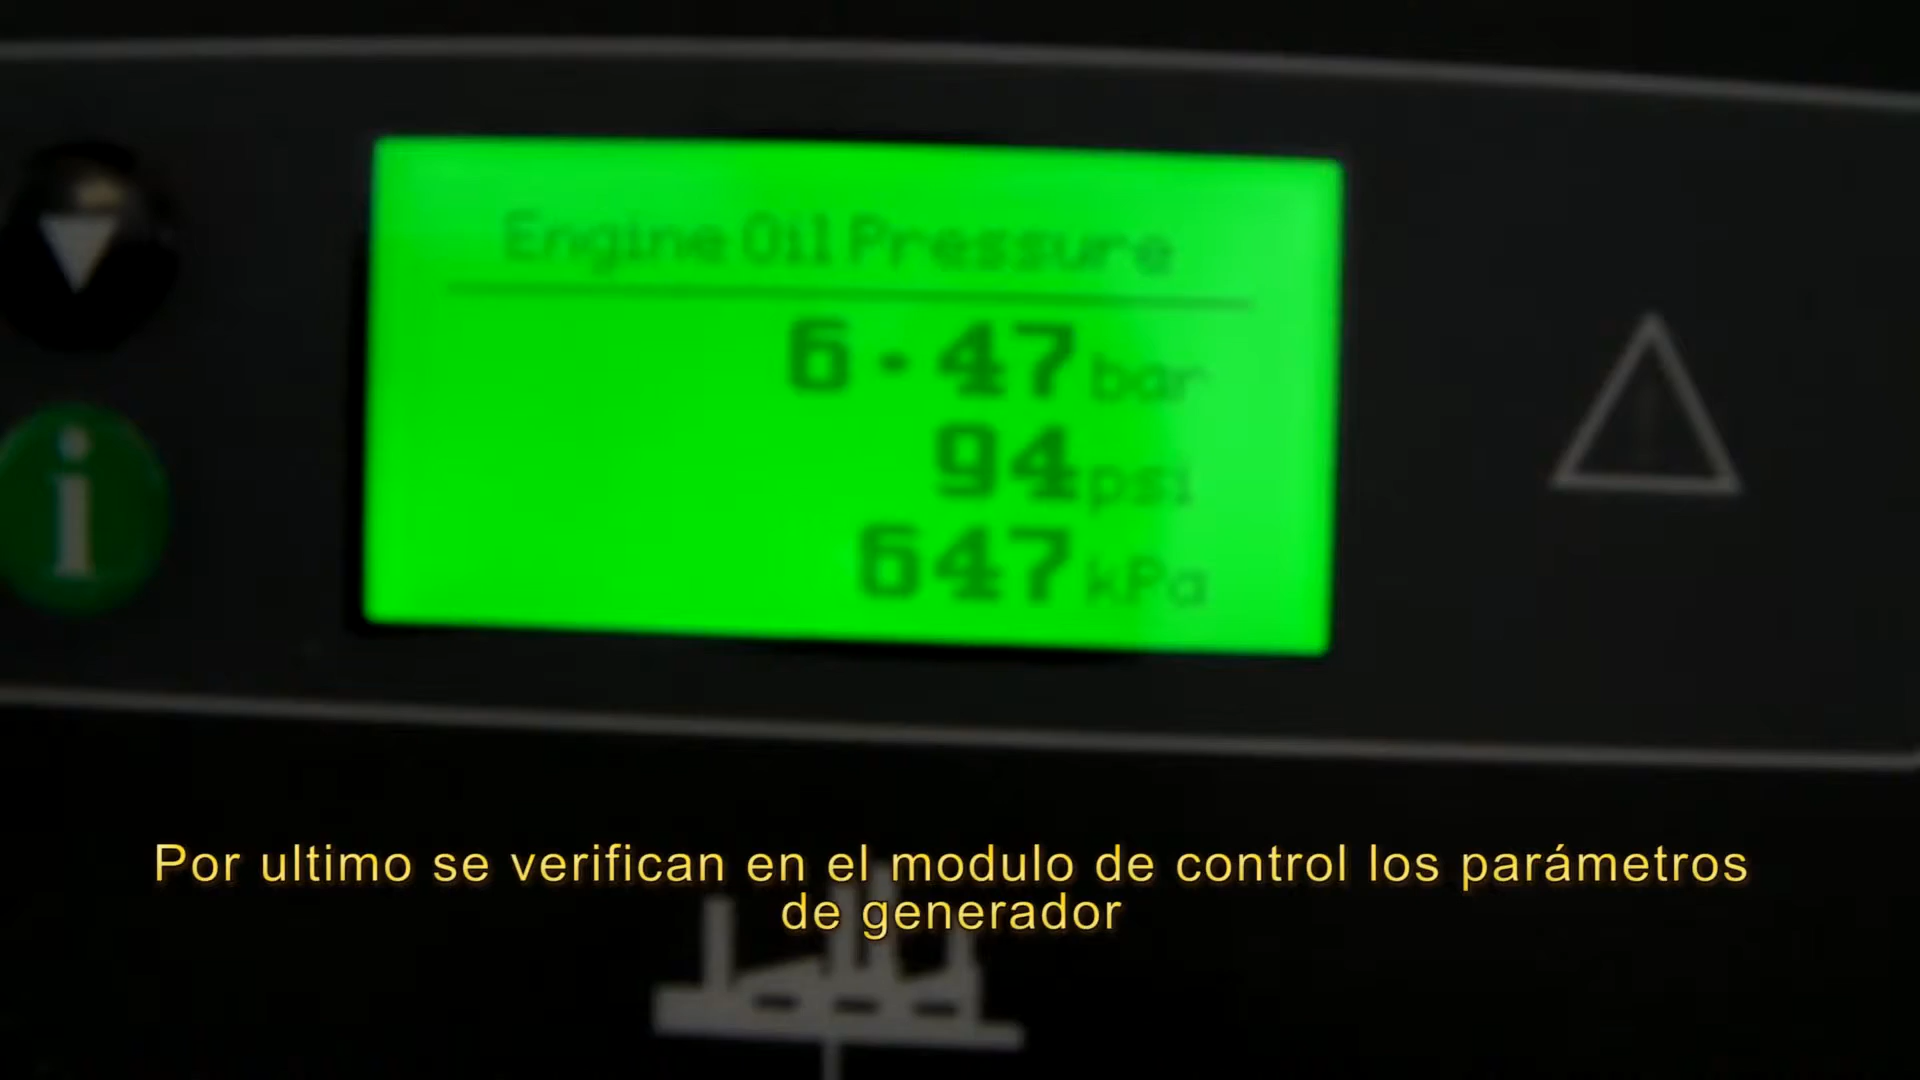 Engine Oil Pressure
6.47 bar
94 psi
647 kPa
i
Por ultimo se verifican en el modulo de control los parámetros
de generador